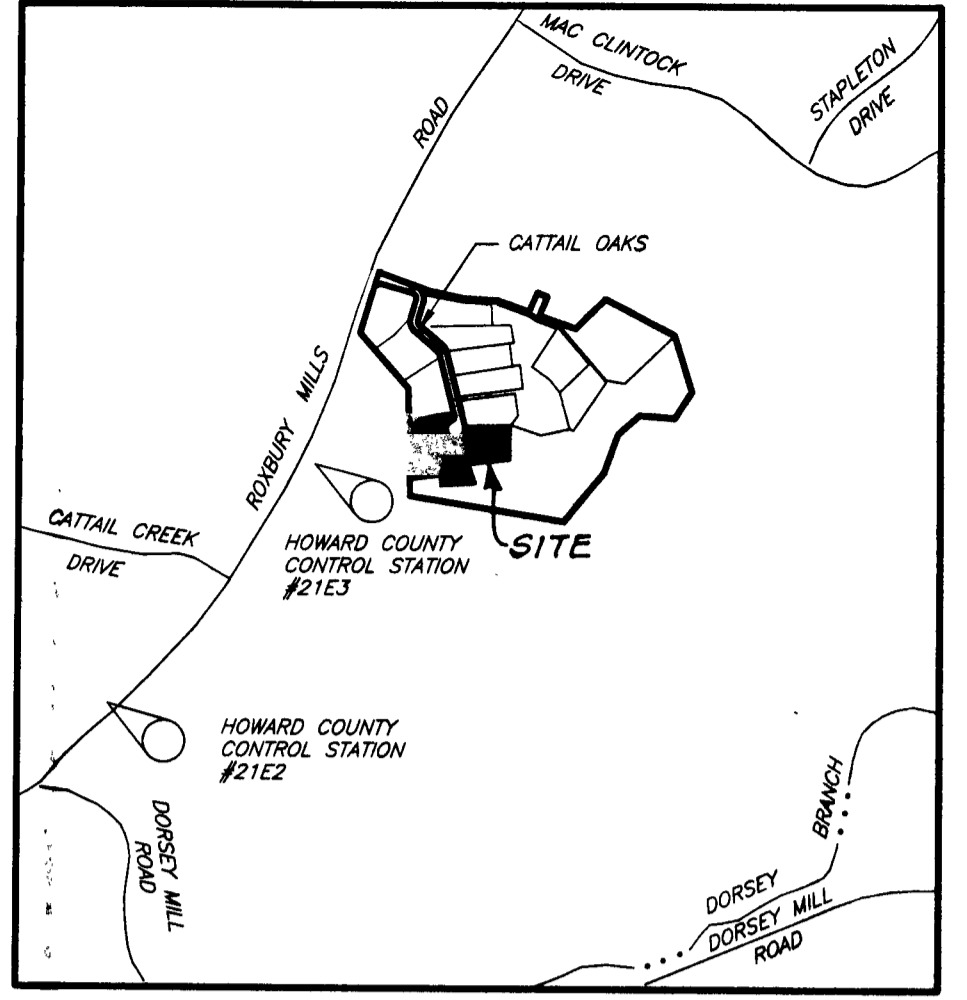 MAC CLINTOCK
DRIVE
STAPLETON
DRIVE
ROAD
CATTAIL OAKS
ROXBURY MILLS
CATTAIL CREEK
DRIVE
HOWARD COUNTY
CONTROL STATION
#21E3
SITE
HOWARD COUNTY
CONTROL STATION
#21E2
DORSEY MILL
ROAD
BRANCH
DORSEY
DORSEY MILL
ROAD